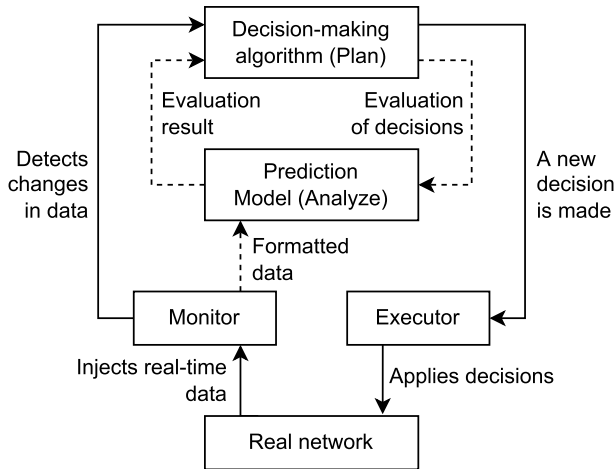 Decision-making
algorithm (Plan)
Evaluation
result
Evaluation
of decisions
Detects
changes
in data
Prediction
Model (Analyze)
A new
decision
is made
Formatted
data
Monitor
Executor
Injects real-time
data
Applies decisions
Real network